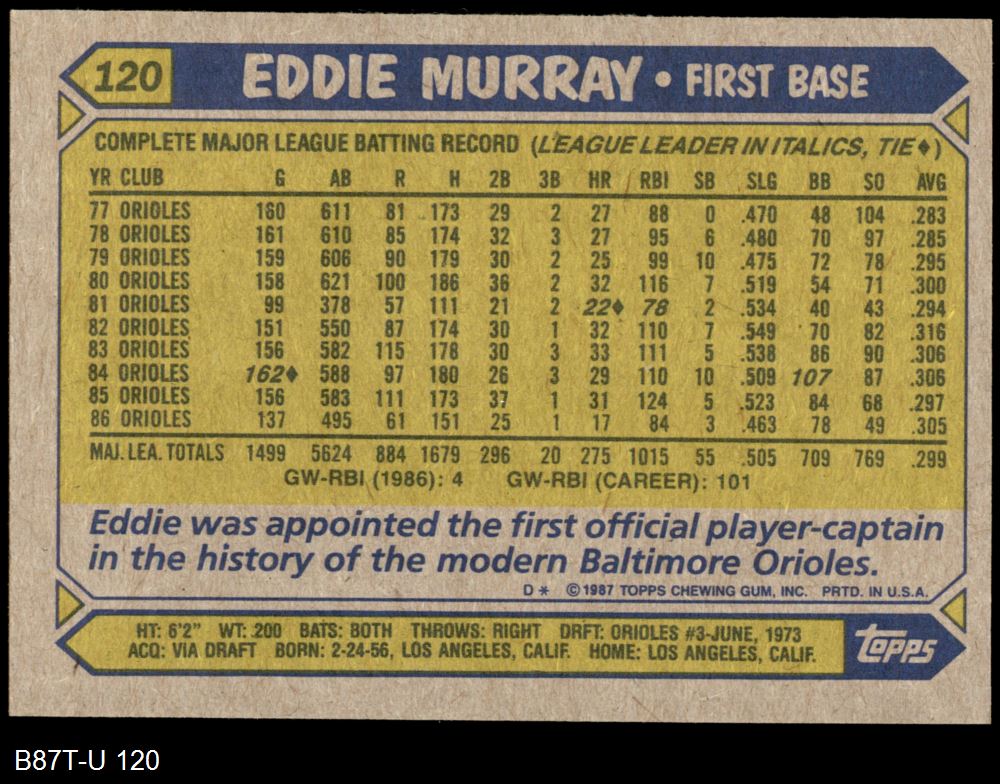 120 EDDIE MURRAY • FIRST BASE
COMPLETE MAJOR LEAGUE BATTING RECORD (LEAGUE LEADER IN ITALICS, TIE♦)
YR CLUB G AB R H 2B 3B HR RBI SB SLG BB SO AVG
77 ORIOLES 160 611 81 173 29 2 27 88 0 .470 48 104 .283
78 ORIOLES 161 610 85 174 32 3 27 95 6 .480 70 97 .285
79 ORIOLES 159 606 90 179 30 2 25 99 10 .475 72 78 .295
80 ORIOLES 158 621 100 186 36 2 32 116 7 .519 54 71 .300
81 ORIOLES 99 378 57 111 21 2 22♦ 78 2 .534 40 43 .294
82 ORIOLES 151 550 87 174 30 1 32 110 7 .549 70 82 .316
83 ORIOLES 156 582 115 178 30 3 33 111 5 .538 86 90 .306
84 ORIOLES 162♦ 588 97 180 26 3 29 110 10 .509 107 87 .306
85 ORIOLES 156 583 111 173 37 1 31 124 5 .523 84 68 .297
86 ORIOLES 137 495 61 151 25 1 17 84 3 .463 78 49 .305
MAJ. LEA. TOTALS 1499 5624 884 1679 296 20 275 1015 55 .505 709 769 .299
GW-RBI (1986): 4 GW-RBI (CAREER): 101
Eddie was appointed the first official player-captain
in the history of the modern Baltimore Orioles.
D * © 1987 TOPPS CHEWING GUM, INC. PRTD. IN U.S.A.
HT: 6'2" WT: 200 BATS: BOTH THROWS: RIGHT DRFT: ORIOLES #3-JUNE, 1973
ACQ: VIA DRAFT BORN: 2-24-56, LOS ANGELES, CALIF. HOME: LOS ANGELES, CALIF.
topps
B87T-U 120